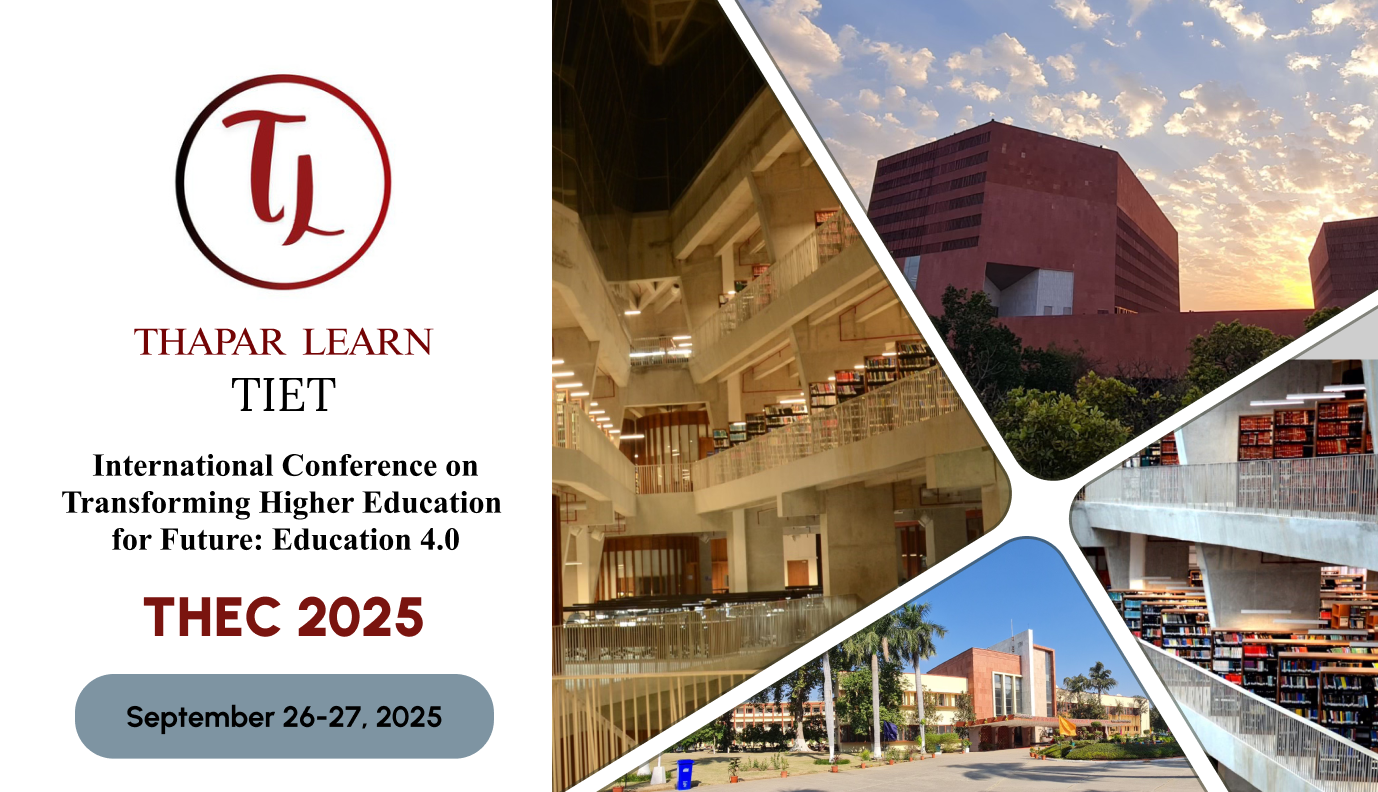 TL
THAPAR LEARN
TIET
International Conference on
Transforming Higher Education
for Future: Education 4.0
THEC 2025
September 26-27, 2025